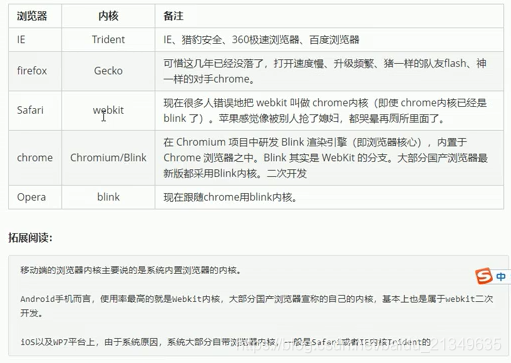 浏览器 内核 备注
IE Trident IE、猎豹安全、360极速浏览器、百度浏览器
firefox Gecko 可惜这几年已经没落了，打开速度慢、升级频繁、猪一样的队友flash、神
一样的对手chrome。
Safari webkit 现在很多人错误地把 webkit 叫做 chrome内核（即使 chrome内核已经是
blink 了）。苹果感觉像被别人抢了媳妇，都哭晕再厕所里面了。
chrome Chromium/Blink 在 Chromium 项目中研发 Blink 渲染引擎（即浏览器核心），内置于
Chrome 浏览器之中。Blink 其实是 WebKit 的分支。大部分国产浏览器最
新版都采用Blink内核。二次开发
Opera blink 现在跟随chrome用blink内核。
拓展阅读：
移动端的浏览器内核主要说的是系统内置浏览器的内核。
Android手机而言，使用率最高的就是Webkit内核，大部分国产浏览器宣称的自己的内核，基本上也是属于webkit二次
开发。
iOS以及WP7平台上，由于系统原因，系统大部分自带浏览器内核，一般是Safari或者IE内核Trident的
S 中